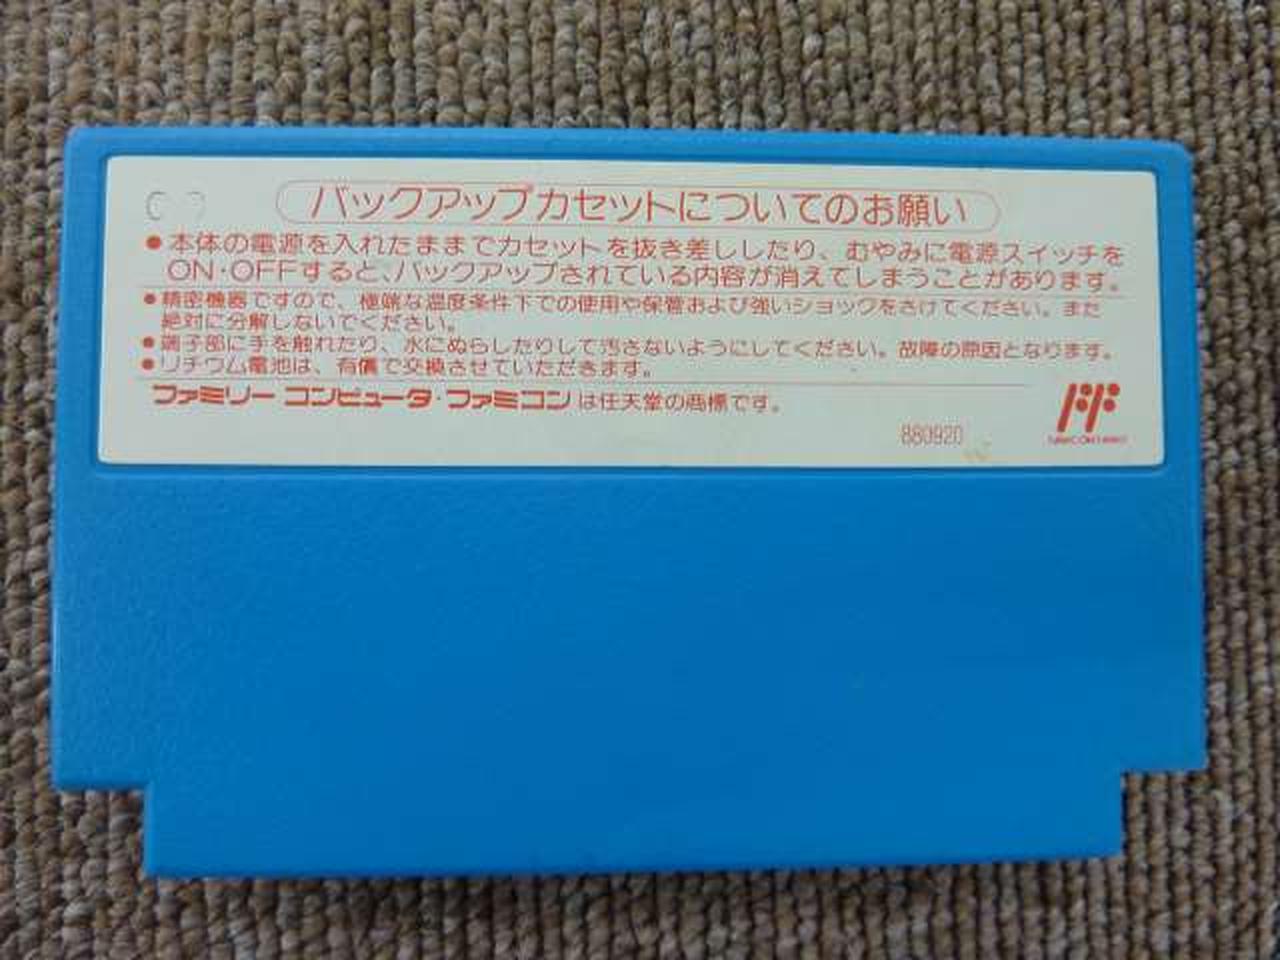 バックアップカセットについてのお願い
●本体の電源を入れたままでカセットを抜き差ししたり、むやみに電源スイッチを
ON·OFFすると、バックアップされている内容が消えてしまうことがあります。
●精密機器ですので、極端な温度条件下での使用や保管および強いショックをさけてください。また
絶対に分解しないでください。
●端子部に手を触れたり、水にぬらしたりして汚さないようにしてください。故障の原因となります。
●リチウム電池は、有償で交換させていただきます。
ファミリー コンピュータ·ファミコンは任天堂の商標です。
880920